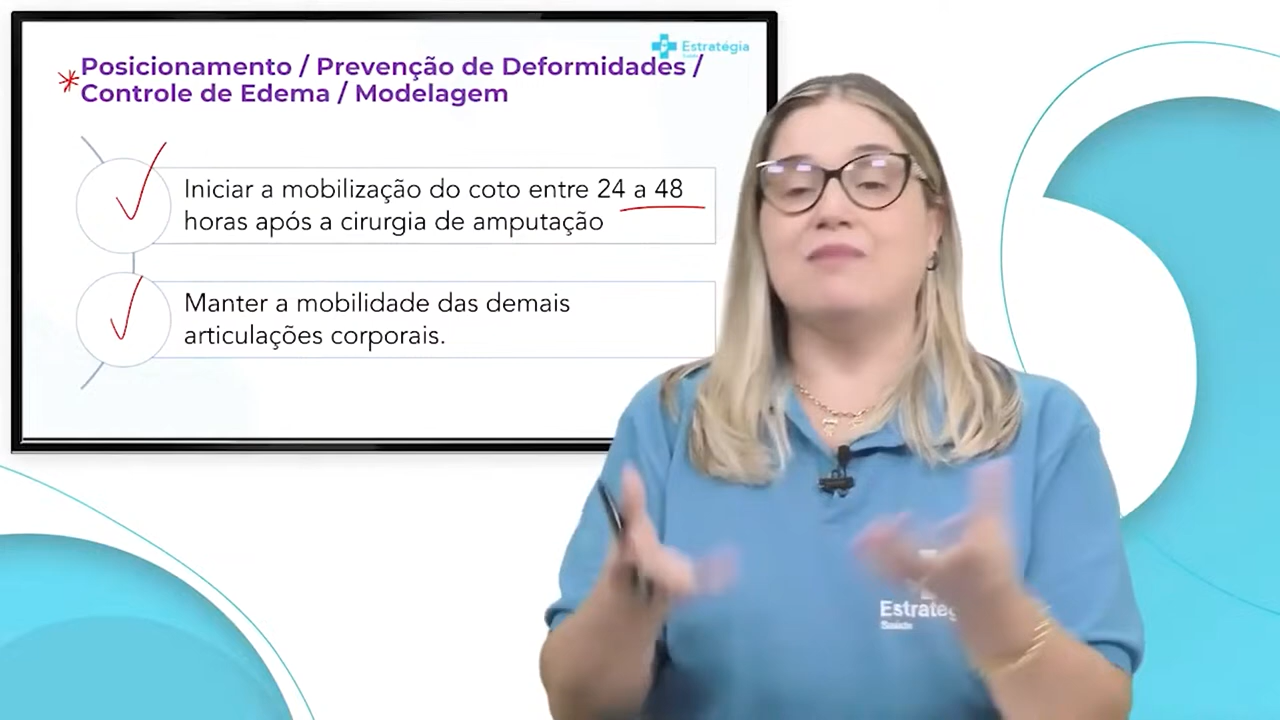 Estratégia
Posicionamento / Prevenção de Deformidades /
Controle de Edema / Modelagem
Iniciar a mobilização do coto entre 24 a 48
horas após a cirurgia de amputação
Manter a mobilidade das demais
articulações corporais.
Estratég
Saúde